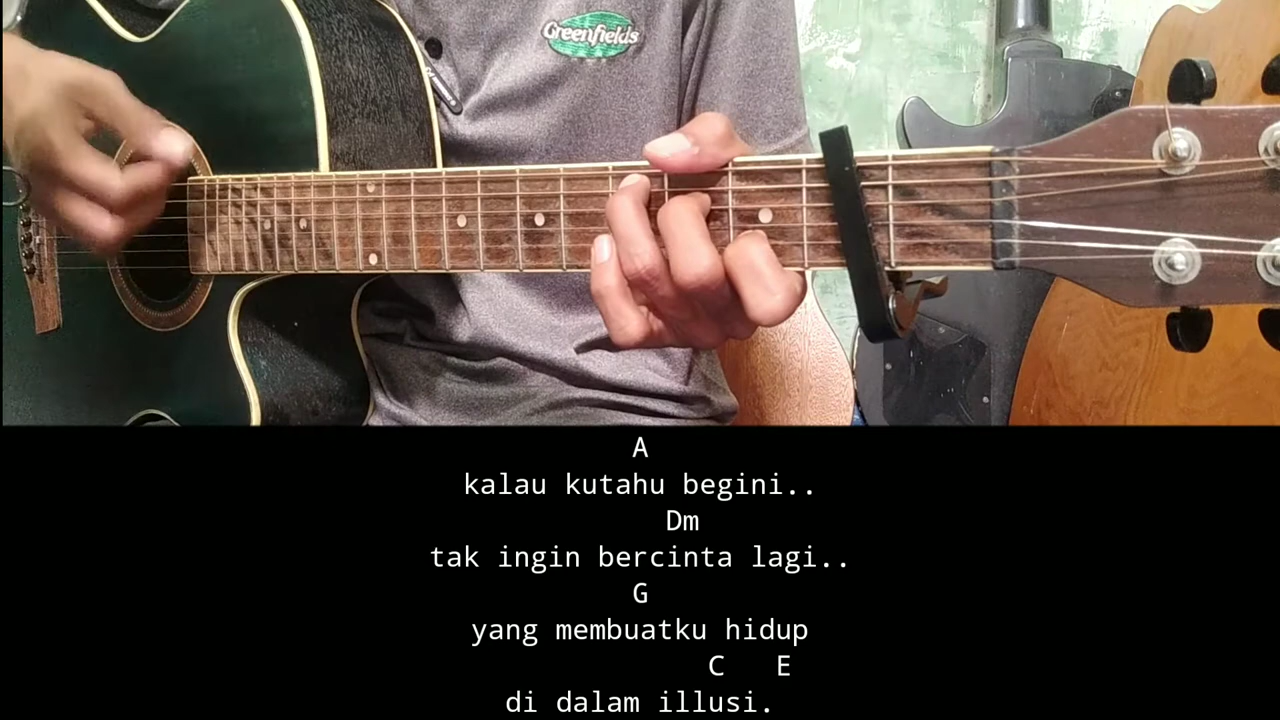 Greenfields
A
kalau kutahu begini..
Dm
tak ingin bercinta lagi..
G
yang membuatku hidup
C E
di dalam illusi.